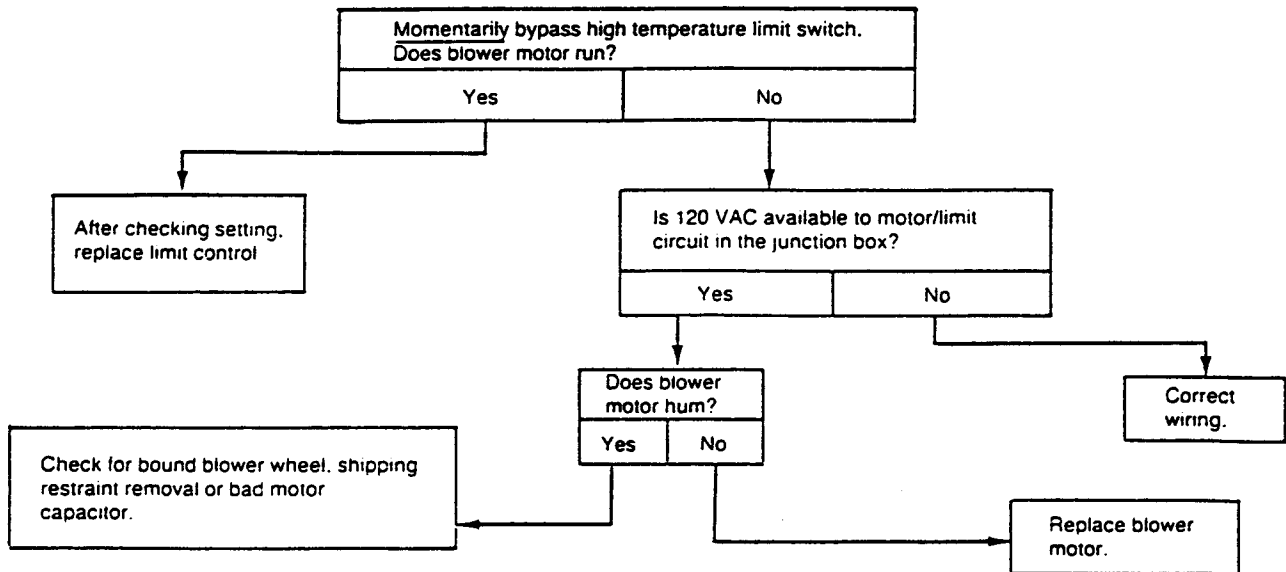 Momentarily bypass high temperature limit switch.
Does blower motor run?
Yes
No
After checking setting,
replace limit control
Is 120 VAC available to motor/limit
circuit in the junction box?
Yes
No
Does blower
motor hum?
Yes
No
Correct
wiring.
Check for bound blower wheel, shipping
restraint removal or bad motor
capacitor.
Replace blower
motor.